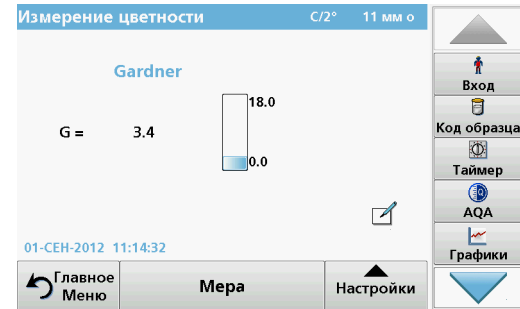 Измерение цветности C/2° 11 мм о
Gardner
18.0
G = 3.4
0.0
01-СЕН-2012 11:14:32
Главное
Меню
Мера
Настройки
Вход
Код образца
Таймер
AQA
Графики